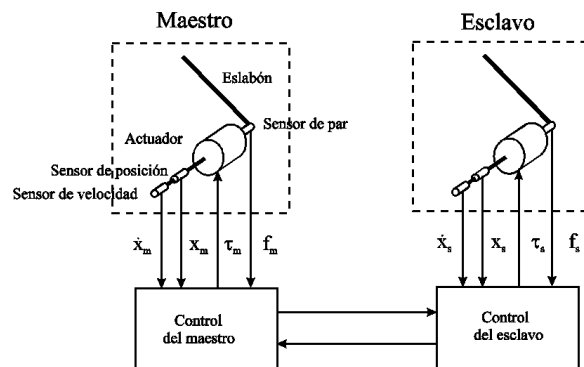 Maestro
Esclavo
Eslabón
Sensor de par
Actuador
Sensor de posición
Sensor de velocidad
ẋₘ xₘ τₘ fₘ
ẋₛ xₛ τₛ fₛ
Control
del maestro
Control
del esclavo